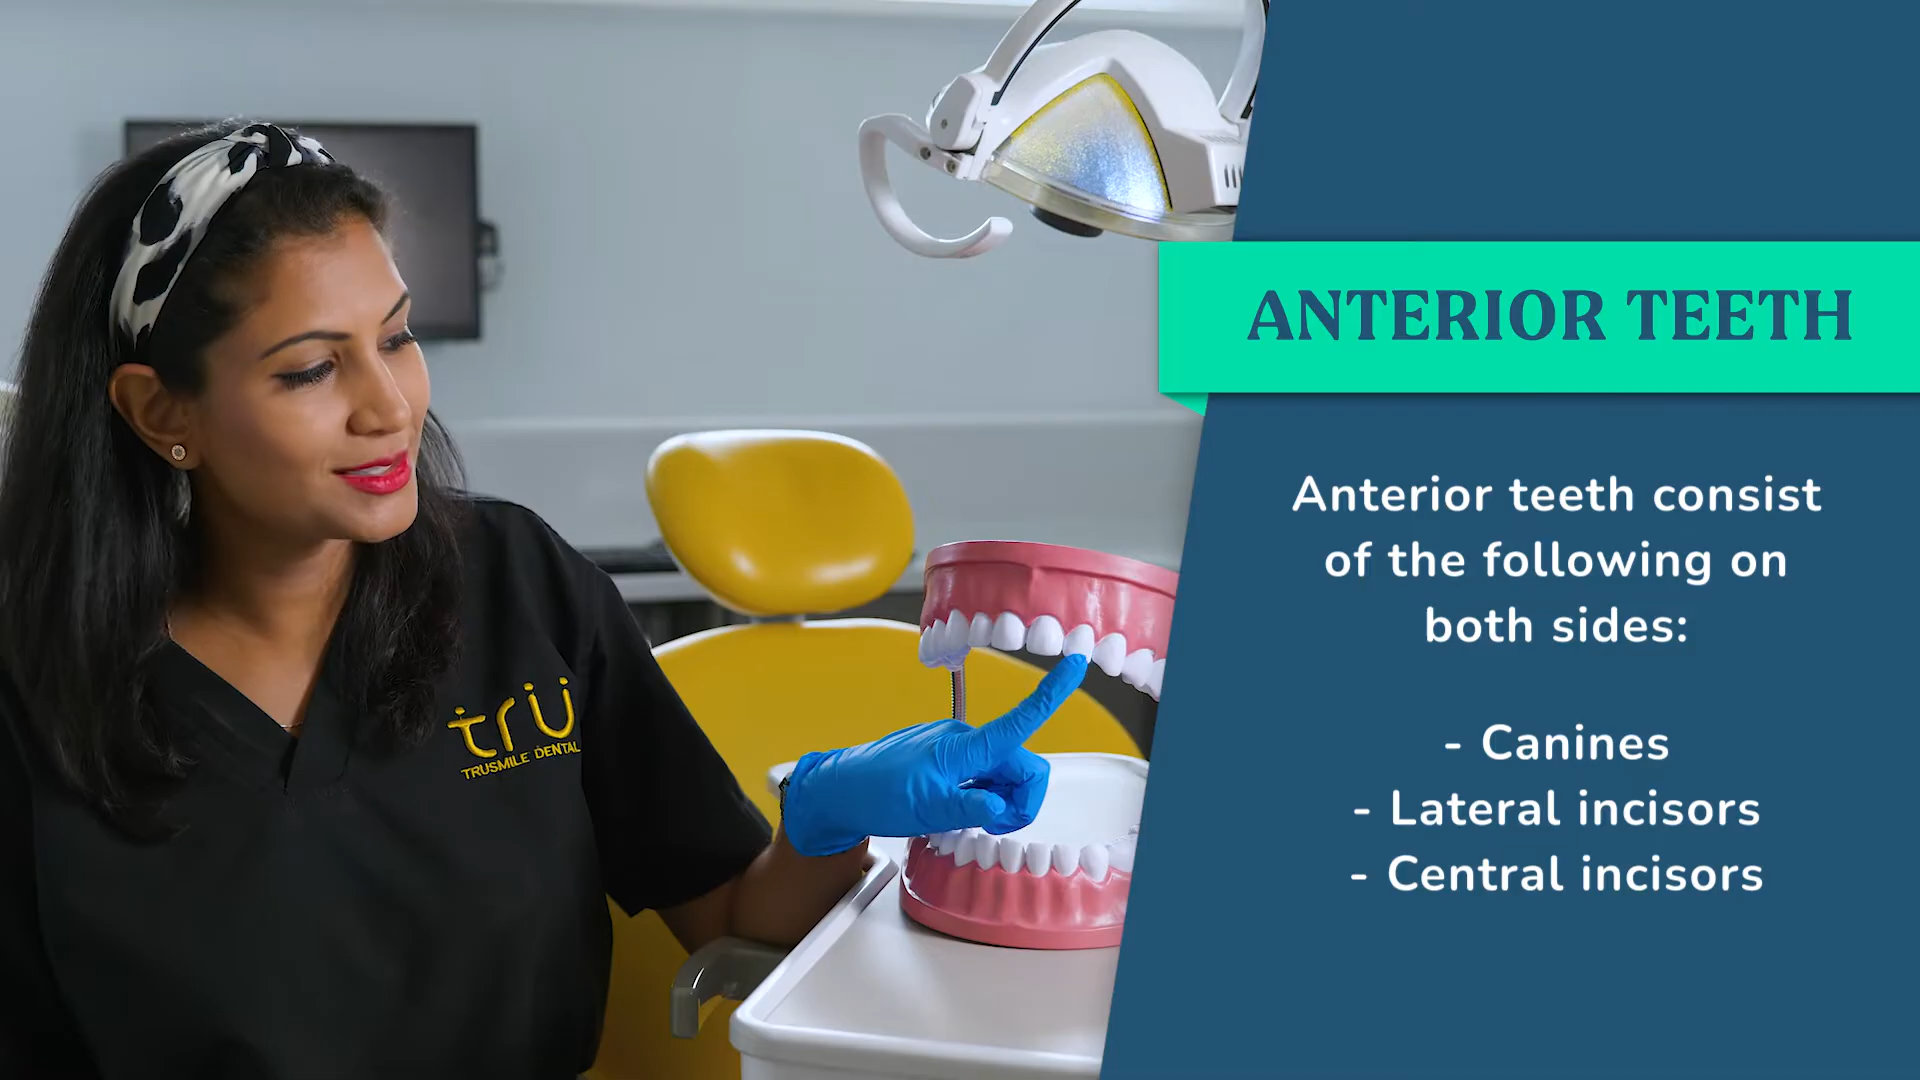 ANTERIOR TEETH
Anterior teeth consist
of the following on
both sides:
- Canines
- Lateral incisors
- Central incisors
trü
TRUSMILE DENTAL